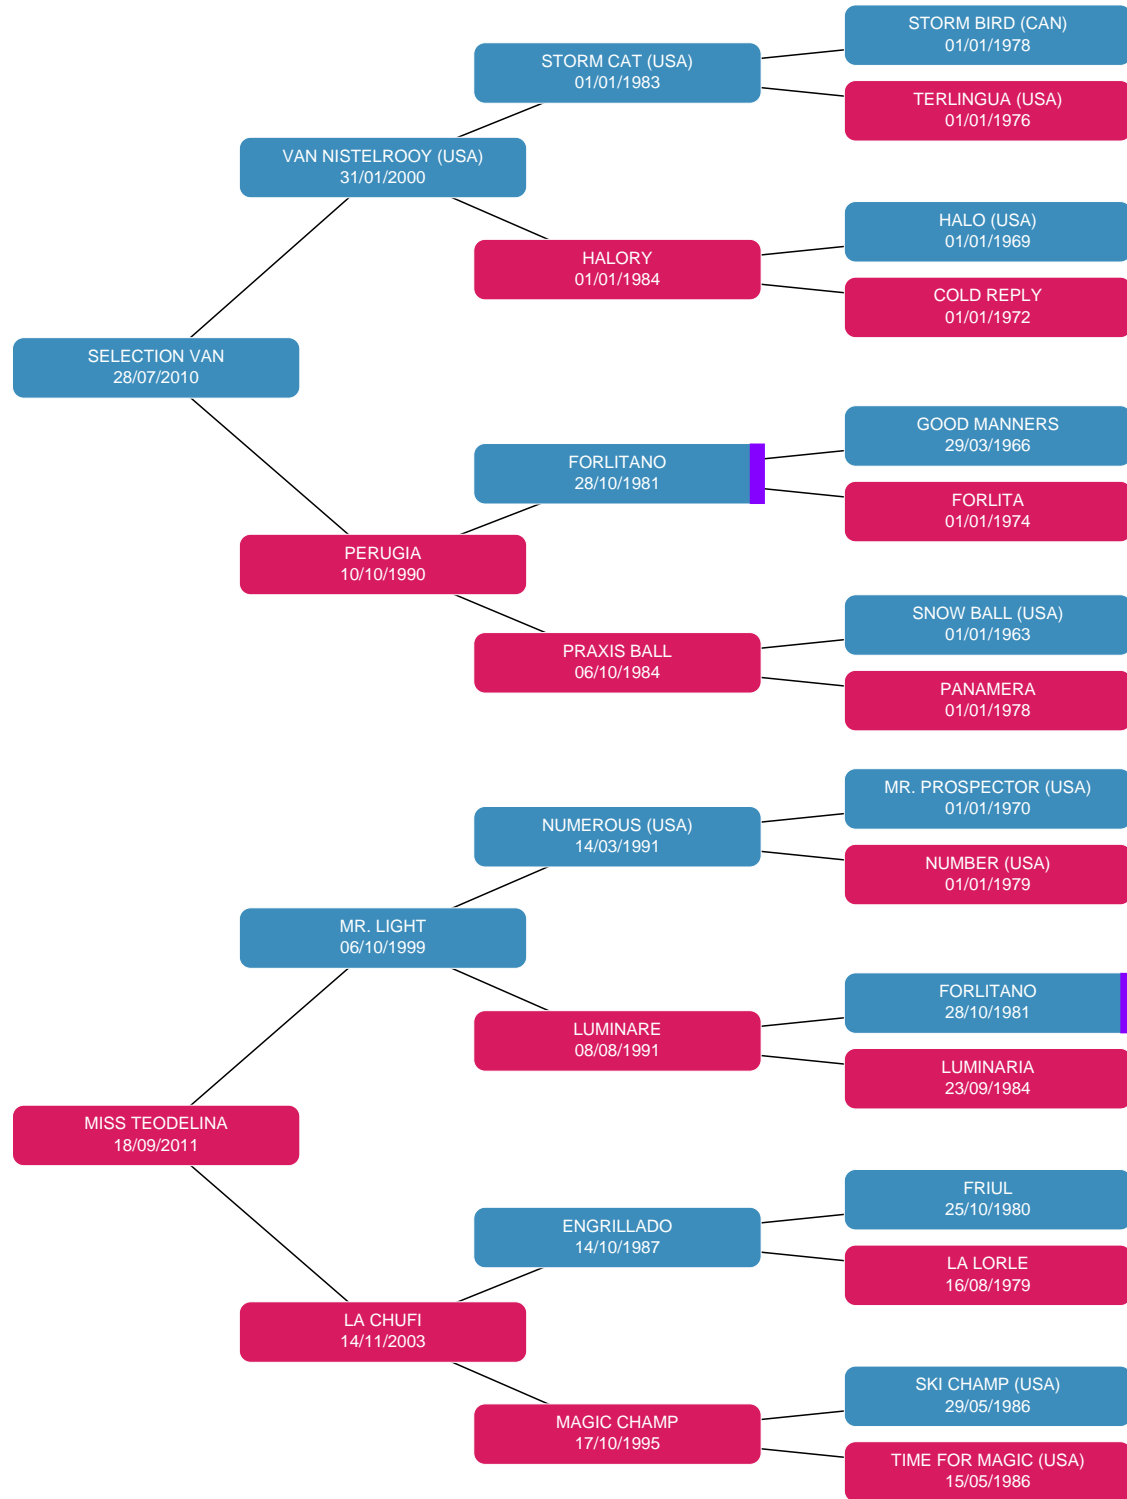 STORM BIRD (CAN)
01/01/1978
STORM CAT (USA)
01/01/1983
TERLINGUA (USA)
01/01/1976
VAN NISTELROOY (USA)
31/01/2000
HALO (USA)
01/01/1969
HALORY
01/01/1984
COLD REPLY
01/01/1972
SELECTION VAN
28/07/2010
GOOD MANNERS
29/03/1966
FORLITANO
28/10/1981
FORLITA
01/01/1974
PERUGIA
10/10/1990
SNOW BALL (USA)
01/01/1963
PRAXIS BALL
06/10/1984
PANAMERA
01/01/1978
MR. PROSPECTOR (USA)
01/01/1970
NUMEROUS (USA)
14/03/1991
NUMBER (USA)
01/01/1979
MR. LIGHT
06/10/1999
FORLITANO
28/10/1981
LUMINARE
08/08/1991
LUMINARIA
23/09/1984
MISS TEODELINA
18/09/2011
FRIUL
25/10/1980
ENGRILLADO
14/10/1987
LA LORLE
16/08/1979
LA CHUFI
14/11/2003
SKI CHAMP (USA)
29/05/1986
MAGIC CHAMP
17/10/1995
TIME FOR MAGIC (USA)
15/05/1986